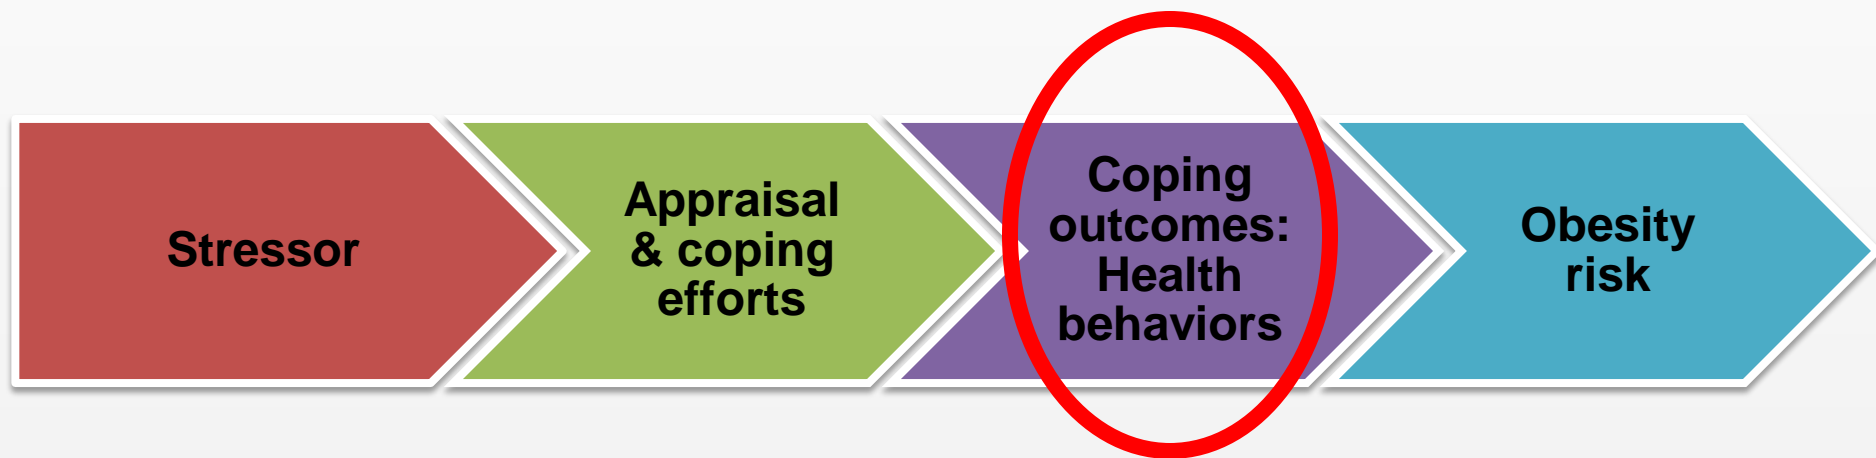 Stressor
Appraisal
& coping
efforts
Coping
outcomes:
Health
behaviors
Obesity
risk